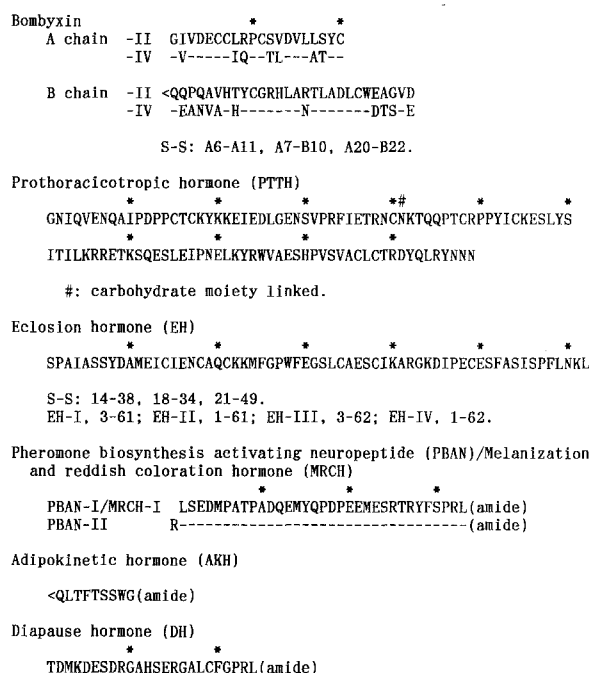 Bombyxin * *
A chain -II GIVDECCLRPCSVDVLLSYC
-IV -V-----IQ--TL---AT--
B chain -II <QQPQAVHTYCGRHLARTLADLCWEAGVD
-IV -EANVA-H-------N-------DTS-E
S-S: A6-A11, A7-B10, A20-B22.
Prothoracicotropic hormone (PTTH)
* * * *# * *
GNIQVENQAIPDPPCTCKYKKEIEDLGENSVPRFIETRNCNKTQQPTCRPPYICKESLYS
* * * *
ITILKRRETKSQESLEIPNELKYRWVAESHPVSVACLCTRDYQLRYNNN
#: carbohydrate moiety linked.
Eclosion hormone (EH)
* * * * * *
SPAIASSYDAMEICIENCAQCKKMFGPWFEGSLCAESCIKARGKDIPECESFASISPFLNKL
S-S: 14-38, 18-34, 21-49.
EH-I, 3-61; EH-II, 1-61; EH-III, 3-62; EH-IV, 1-62.
Pheromone biosynthesis activating neuropeptide (PBAN)/Melanization
and reddish coloration hormone (MRCH)
* * *
PBAN-I/MRCH-I LSEDMPATPADQEMYQPDPEEMESRTRYFSPRL(amide)
PBAN-II R---------------------------------(amide)
Adipokinetic hormone (AKH)
<QLTFTSSWG(amide)
Diapause hormone (DH)
* *
TDMKDESDRGAHSERGALCFGPRL(amide)